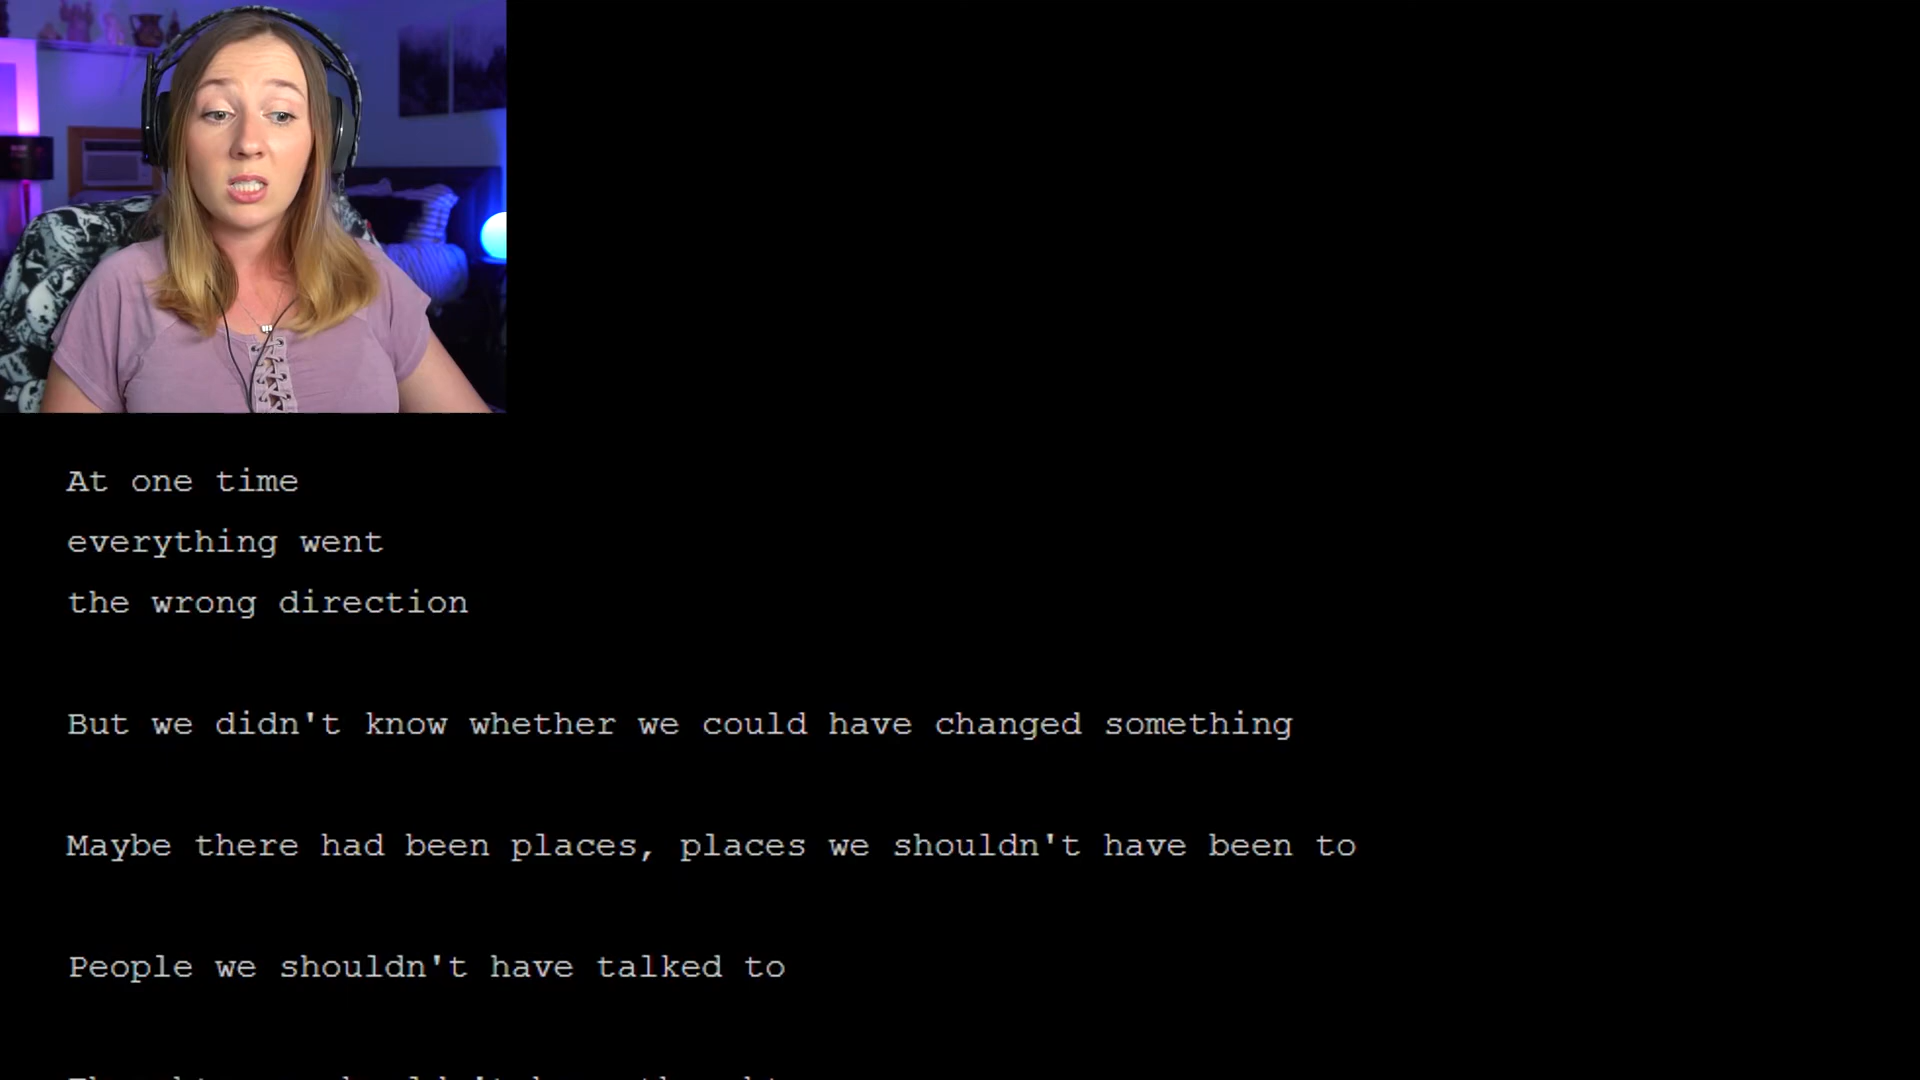 At one time
everything went
the wrong direction
But we didn't know whether we could have changed something
Maybe there had been places, places we shouldn't have been to
People we shouldn't have talked to